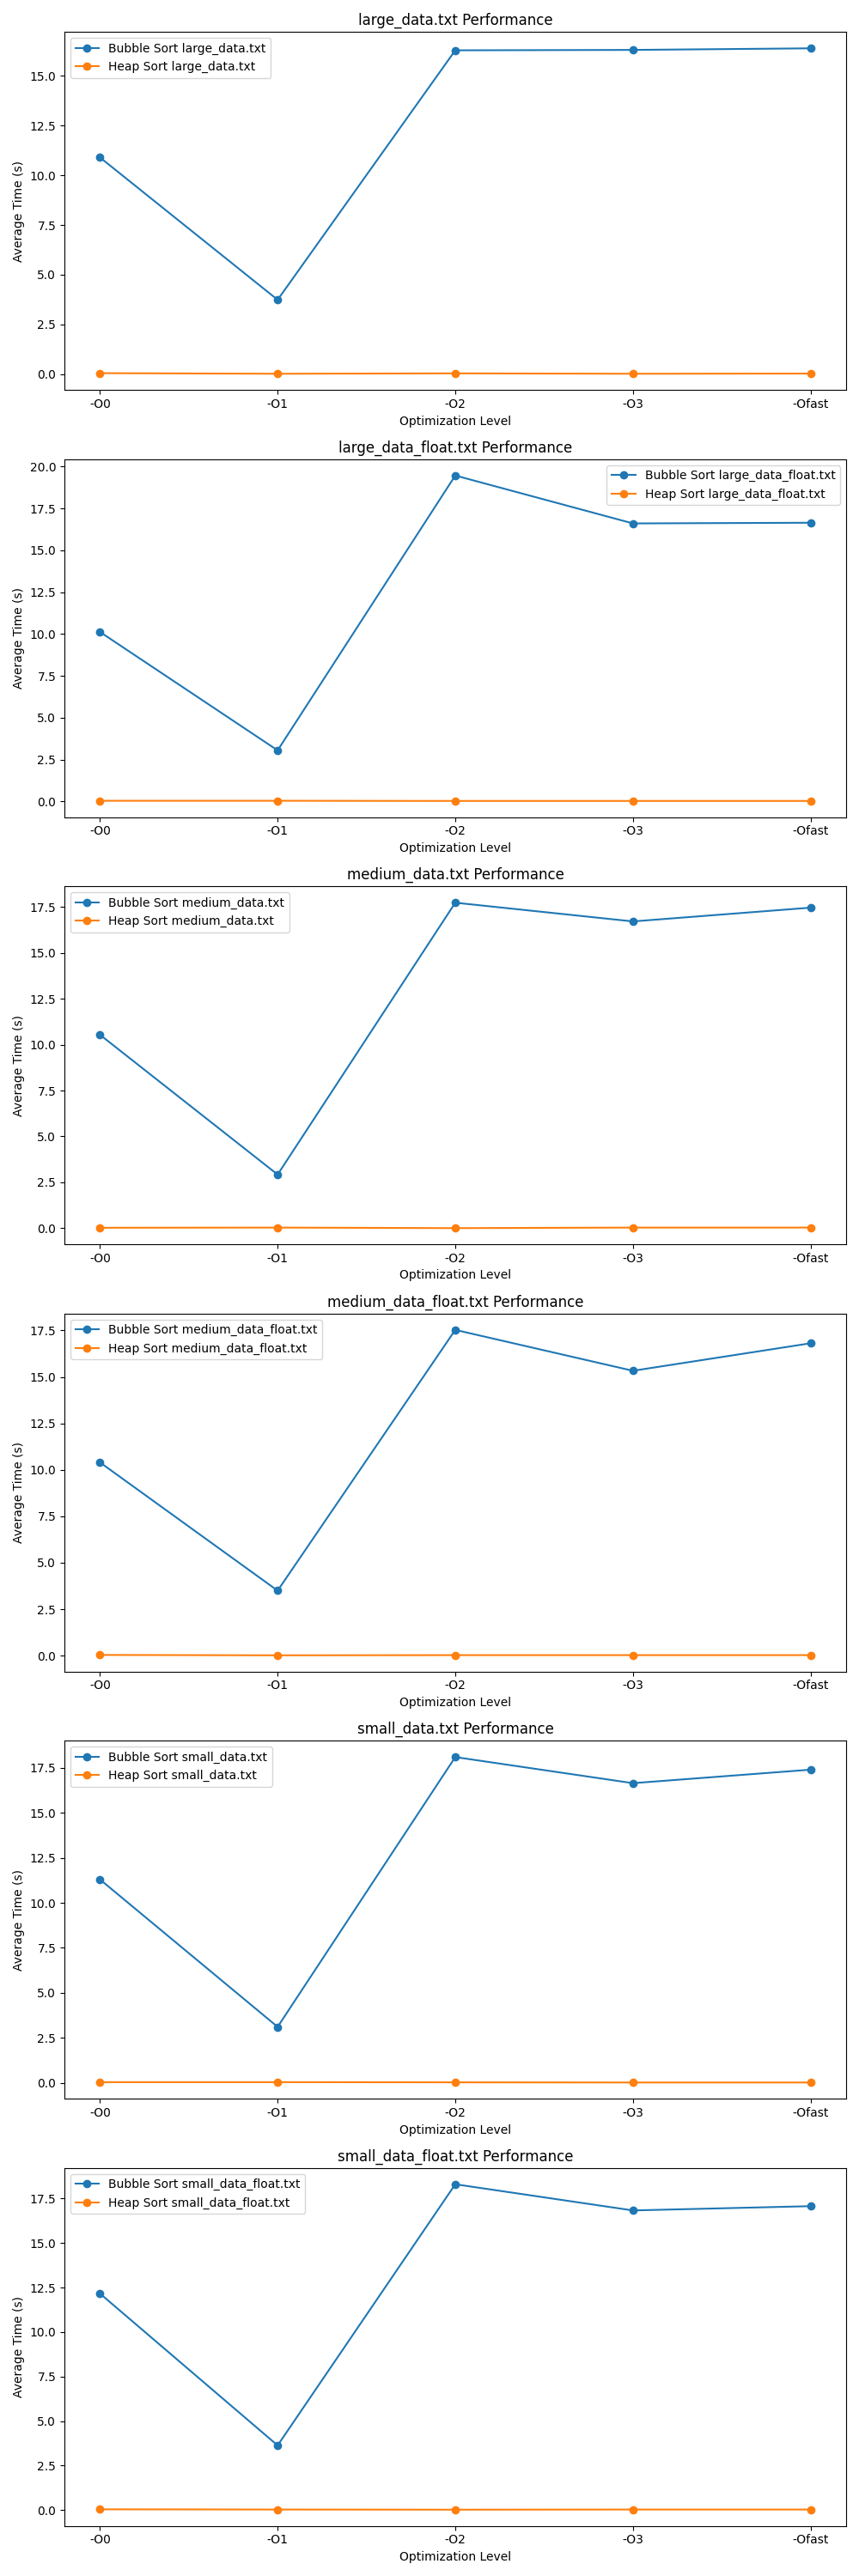 large_data.txt Performance
Bubble Sort large_data.txt
Heap Sort large_data.txt
Average Time (s)
15.0
12.5
10.0
7.5
5.0
2.5
0.0
-O0 -O1 -O2 -O3 -Ofast
Optimization Level
large_data_float.txt Performance
Bubble Sort large_data_float.txt
Heap Sort large_data_float.txt
Average Time (s)
20.0
17.5
15.0
12.5
10.0
7.5
5.0
2.5
0.0
-O0 -O1 -O2 -O3 -Ofast
Optimization Level
medium_data.txt Performance
Bubble Sort medium_data.txt
Heap Sort medium_data.txt
Average Time (s)
17.5
15.0
12.5
10.0
7.5
5.0
2.5
0.0
-O0 -O1 -O2 -O3 -Ofast
Optimization Level
medium_data_float.txt Performance
Bubble Sort medium_data_float.txt
Heap Sort medium_data_float.txt
Average Time (s)
17.5
15.0
12.5
10.0
7.5
5.0
2.5
0.0
-O0 -O1 -O2 -O3 -Ofast
Optimization Level
small_data.txt Performance
Bubble Sort small_data.txt
Heap Sort small_data.txt
Average Time (s)
17.5
15.0
12.5
10.0
7.5
5.0
2.5
0.0
-O0 -O1 -O2 -O3 -Ofast
Optimization Level
small_data_float.txt Performance
Bubble Sort small_data_float.txt
Heap Sort small_data_float.txt
Average Time (s)
17.5
15.0
12.5
10.0
7.5
5.0
2.5
0.0
-O0 -O1 -O2 -O3 -Ofast
Optimization Level